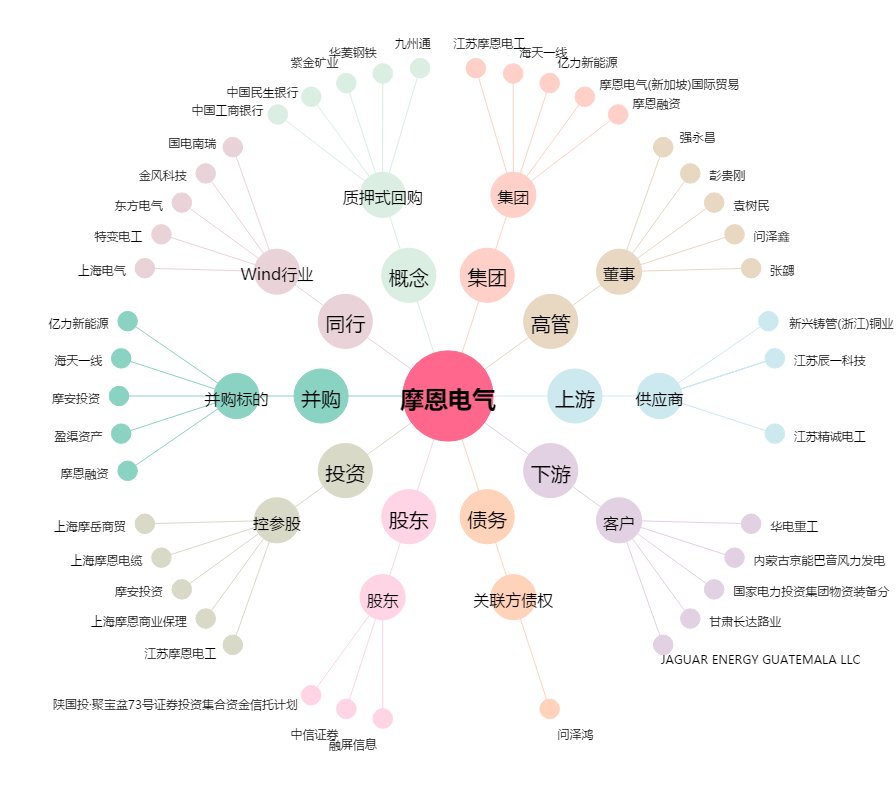 九州通
江苏摩恩电工
华菱钢铁
海天一线
紫金矿业
亿力新能源
中国民生银行
摩恩电气(新加坡)国际贸易
中国工商银行
摩恩融资
国电南瑞
强永昌
金风科技
彭贵刚
质押式回购
集团
东方电气
袁树民
特变电工
问泽鑫
上海电气
Wind行业
概念
集团
董事
张勰
亿力新能源
同行
高管
新兴铸管(浙江)铜业
海天一线
江苏辰一科技
摩安投资
并购标的
并购
摩恩电气
上游
供应商
盈渠资产
江苏精诚电工
摩恩融资
投资
下游
上海摩岳商贸
控参股
股东
债务
客户
华电重工
上海摩恩电缆
内蒙古京能巴音风力发电
摩安投资
国家电力投资集团物资装备分
上海摩恩商业保理
股东
关联方债权
甘肃长达路业
江苏摩恩电工
JAGUAR ENERGY GUATEMALA LLC
陕国投·聚宝盆73号证券投资集合资金信托计划
中信证券
融屏信息
问泽鸿